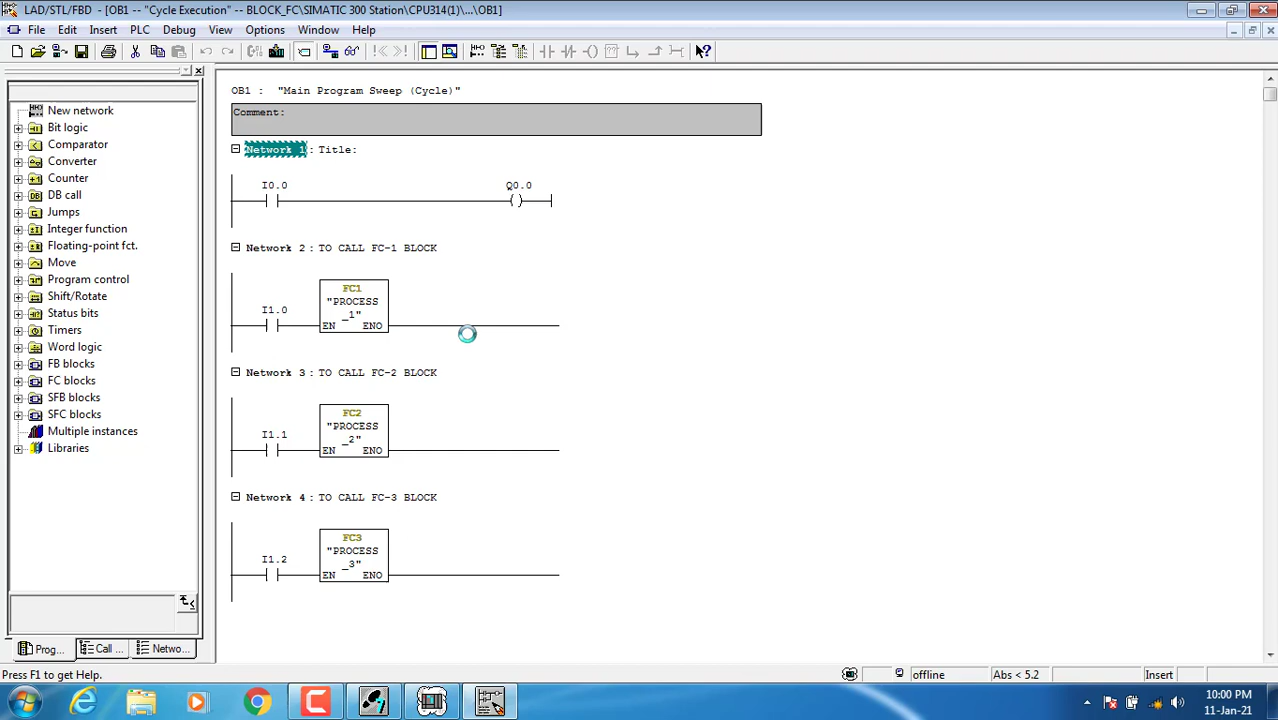 LAD/STL/FBD - [OB1 -- "Cycle Execution" -- BLOCK_FC\SIMATIC 300 Station\CPU314(1)\...\OB1]
File Edit Insert PLC Debug View Options Window Help
New network
Bit logic
Comparator
Converter
Counter
DB call
Jumps
Integer function
Floating-point fct.
Move
Program control
Shift/Rotate
Status bits
Timers
Word logic
FB blocks
FC blocks
SFB blocks
SFC blocks
Multiple instances
Libraries
Prog... Call ... Netwo...
OB1 : "Main Program Sweep (Cycle)"
Comment:
Network 1 : Title:
I0.0 Q0.0
Network 2 : TO CALL FC-1 BLOCK
FC1
"PROCESS
_1"
I1.0
EN ENO
Network 3 : TO CALL FC-2 BLOCK
FC2
"PROCESS
_2"
I1.1
EN ENO
Network 4 : TO CALL FC-3 BLOCK
FC3
"PROCESS
_3"
I1.2
EN ENO
Press F1 to get Help.
offline Abs < 5.2 Insert
10:00 PM
11-Jan-21